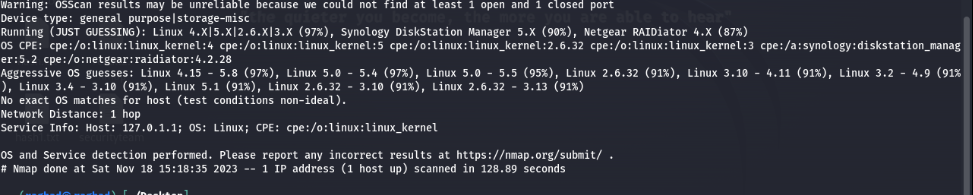 Warning: OSScan results may be unreliable because we could not find at least 1 open and 1 closed port
"the quieter you become, the more you are able to hear"
Device type: general purpose|storage-misc
Running (JUST GUESSING): Linux 4.X|5.X|2.6.X|3.X (97%), Synology DiskStation Manager 5.X (90%), Netgear RAIDiator 4.X (87%)
OS CPE: cpe:/o:linux:linux_kernel:4 cpe:/o:linux:linux_kernel:5 cpe:/o:linux:linux_kernel:2.6.32 cpe:/o:linux:linux_kernel:3 cpe:/a:synology:diskstation_manag
er:5.2 cpe:/o:netgear:raidiator:4.2.28
Aggressive OS guesses: Linux 4.15 - 5.8 (97%), Linux 5.0 - 5.4 (97%), Linux 5.0 - 5.5 (95%), Linux 2.6.32 (91%), Linux 3.10 - 4.11 (91%), Linux 3.2 - 4.9 (91%
), Linux 3.4 - 3.10 (91%), Linux 5.1 (91%), Linux 2.6.32 - 3.10 (91%), Linux 2.6.32 - 3.13 (91%)
No exact OS matches for host (test conditions non-ideal).
Network Distance: 1 hop
Service Info: Host: 127.0.1.1; OS: Linux; CPE: cpe:/o:linux:linux_kernel
OS and Service detection performed. Please report any incorrect results at https://nmap.org/submit/ .
# Nmap done at Sat Nov 18 15:18:35 2023 -- 1 IP address (1 host up) scanned in 128.89 seconds